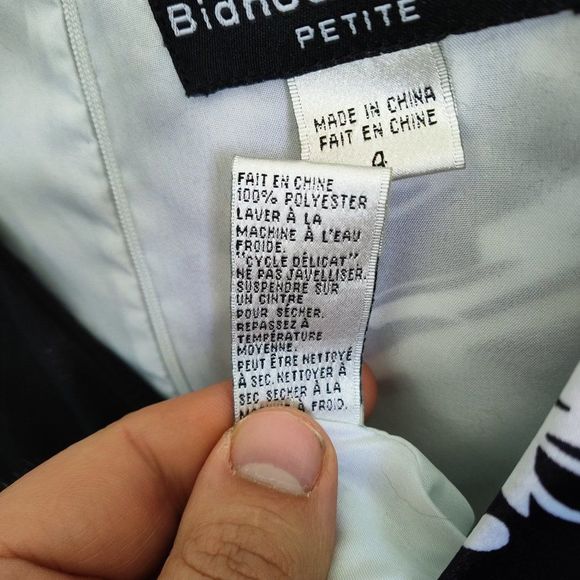 PETITE
MADE IN CHINA
FAIT EN CHINE
4
FAIT EN CHINE
100% POLYESTER
LAVER À LA
MACHINE À L'EAU
FROIDE.
"CYCLE DÉLICAT".
NE PAS JAVELLISER.
SUSPENDRE SUR
UN CINTRE
POUR SÉCHER.
REPASSEZ À
TEMPÉRATURE
MOYENNE.
PEUT ÊTRE NETTOYÉ
À SEC. NETTOYER À
SEC SÉCHER À LA
MACHINE À FROID.